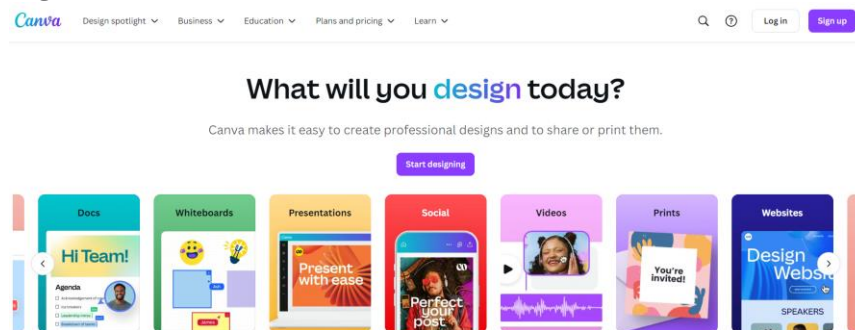 Canva Design spotlight Business Education Plans and pricing Learn Log in Sign up
What will you design today?
Canva makes it easy to create professional designs and to share or print them.
Start designing
Docs Whiteboards Presentations Social Videos Prints Websites
Hi Team!
Agenda
Present
with ease
Perfect
your
post
You're
invited!
Design
Websi
SPEAKERS